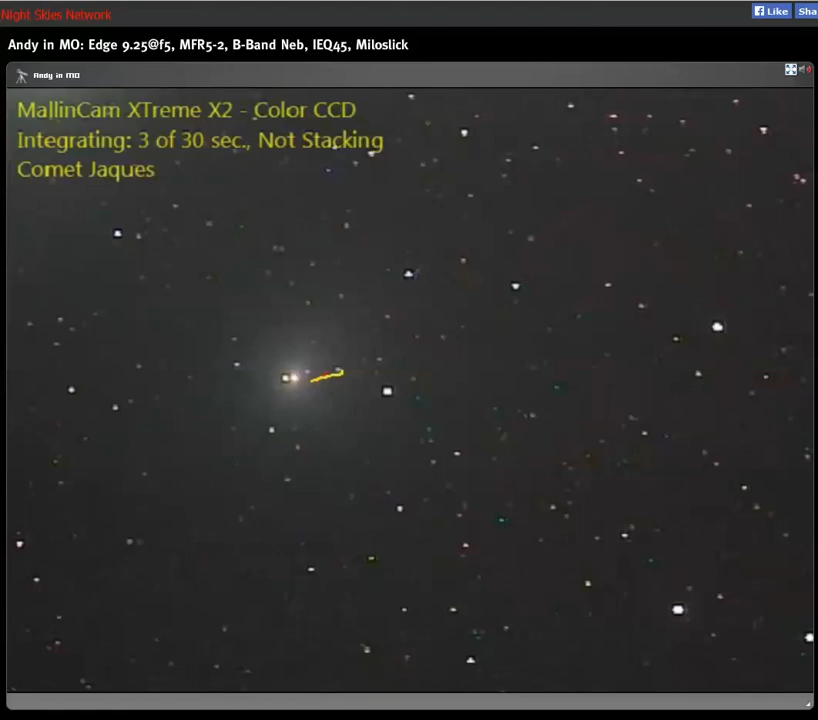 Night Skies Network
Like
Sha
Andy in MO: Edge 9.25@f5, MFR5-2, B-Band Neb, IEQ45, Miloslick
Andy in MO
MallinCam XTreme X2 - Color CCD
Integrating: 3 of 30 sec., Not Stacking
Comet Jaques